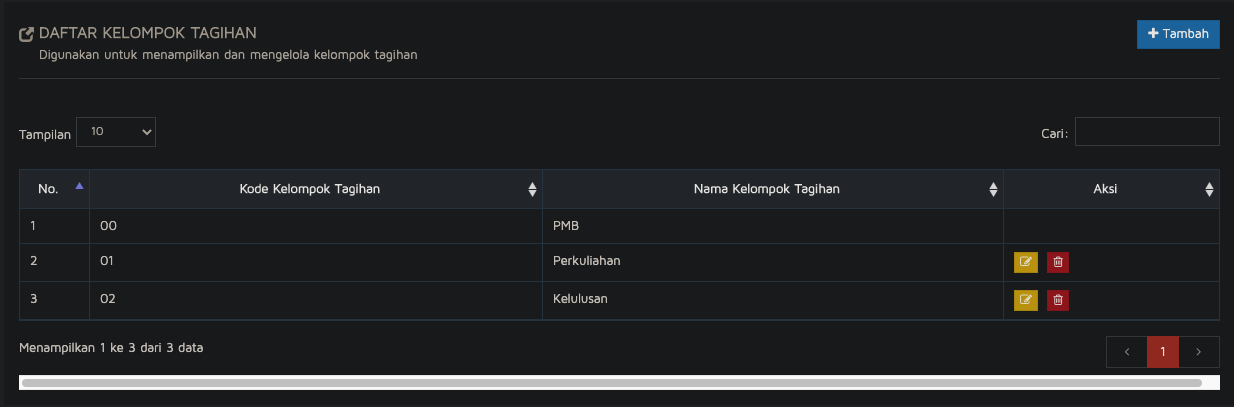 DAFTAR KELOMPOK TAGIHAN
Tambah
Digunakan untuk menampilkan dan mengelola kelompok tagihan
Tampilan 10
Cari:
No. Kode Kelompok Tagihan Nama Kelompok Tagihan Aksi
1 00 PMB
2 01 Perkuliahan
3 02 Kelulusan
Menampilkan 1 ke 3 dari 3 data
1